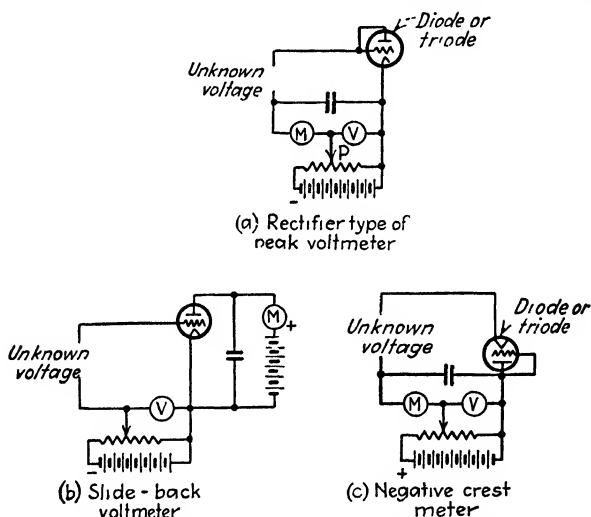 Diode or
triode
Unknown
voltage
M
V
P
-
(a) Rectifier type of
peak voltmeter
M
+
Unknown
voltage
V
-
(b) Slide-back
voltmeter
Diode or
triode
Unknown
voltage
M
V
+
(c) Negative crest
meter